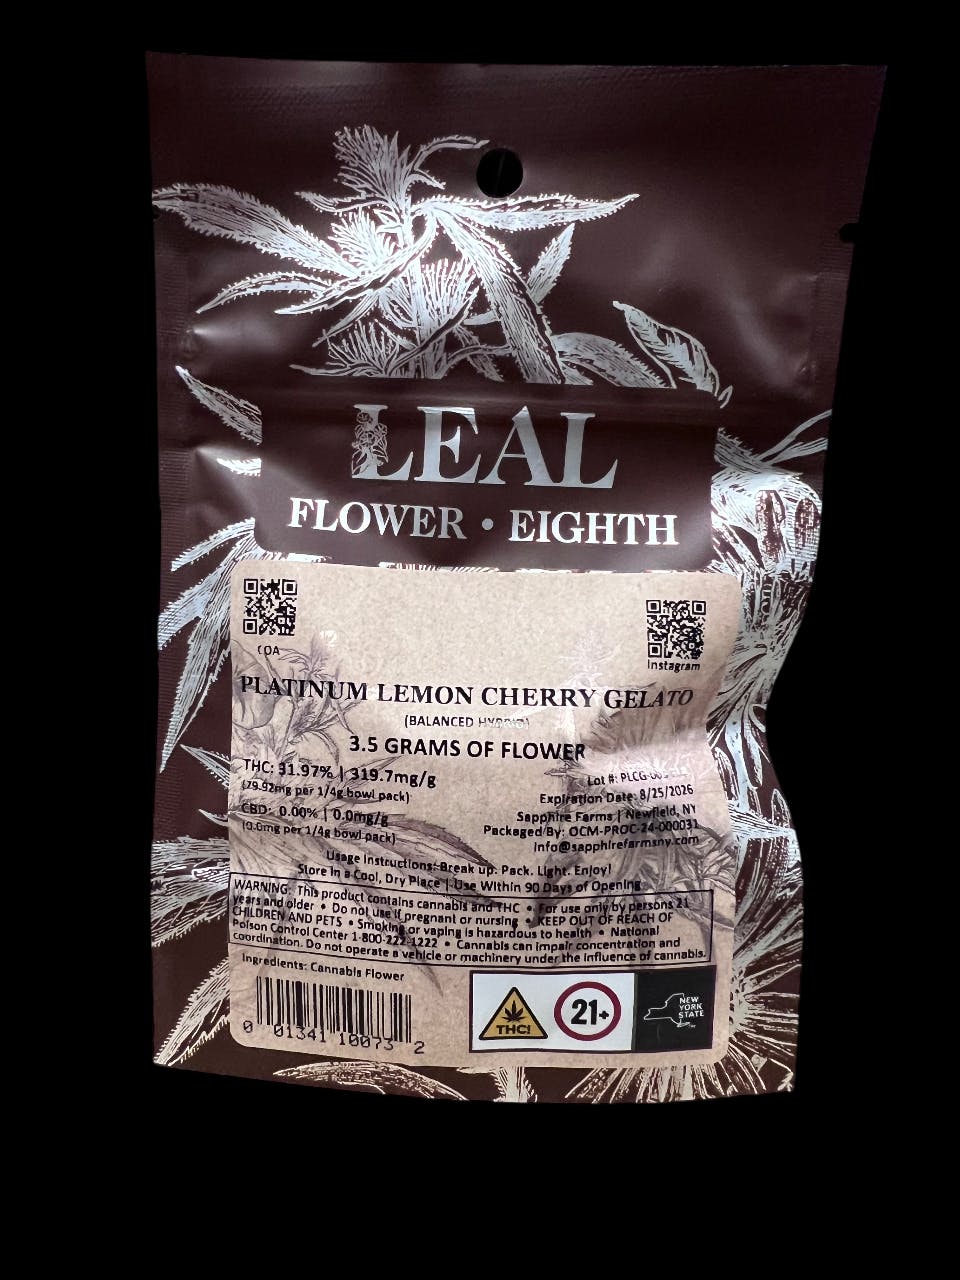 LEAL
FLOWER • EIGHTH
COA
Instagram
PLATINUM LEMON CHERRY GELATO
(BALANCED HYBRID)
3.5 GRAMS OF FLOWER
THC: 31.97% | 319.7mg/g
(79.92mg per 1/4g bowl pack)
CBD: 0.00% | 0.0mg/g
(0.0mg per 1/4g bowl pack)
Lot #:
Expiration Date: 8/25/2026
Sapphire Farms | Newfield, NY
Packaged By: OCM-PROC-24-000031
info@sapphirefarmsny.com
Usage Instructions: Break up. Pack. Light. Enjoy!
Store in a Cool, Dry Place | Use Within 90 Days of Opening
WARNING: This product contains cannabis and THC • For use only by persons 21
years and older • Do not use if pregnant or nursing • KEEP OUT OF REACH OF
CHILDREN AND PETS • Smoking or vaping is hazardous to health • National
Poison Control Center 1-800-222-1222 • Cannabis can impair concentration and
coordination. Do not operate a vehicle or machinery under the influence of cannabis.
Ingredients: Cannabis Flower
0 01341 10073 2
THC!
21+
NEW
YORK
STATE